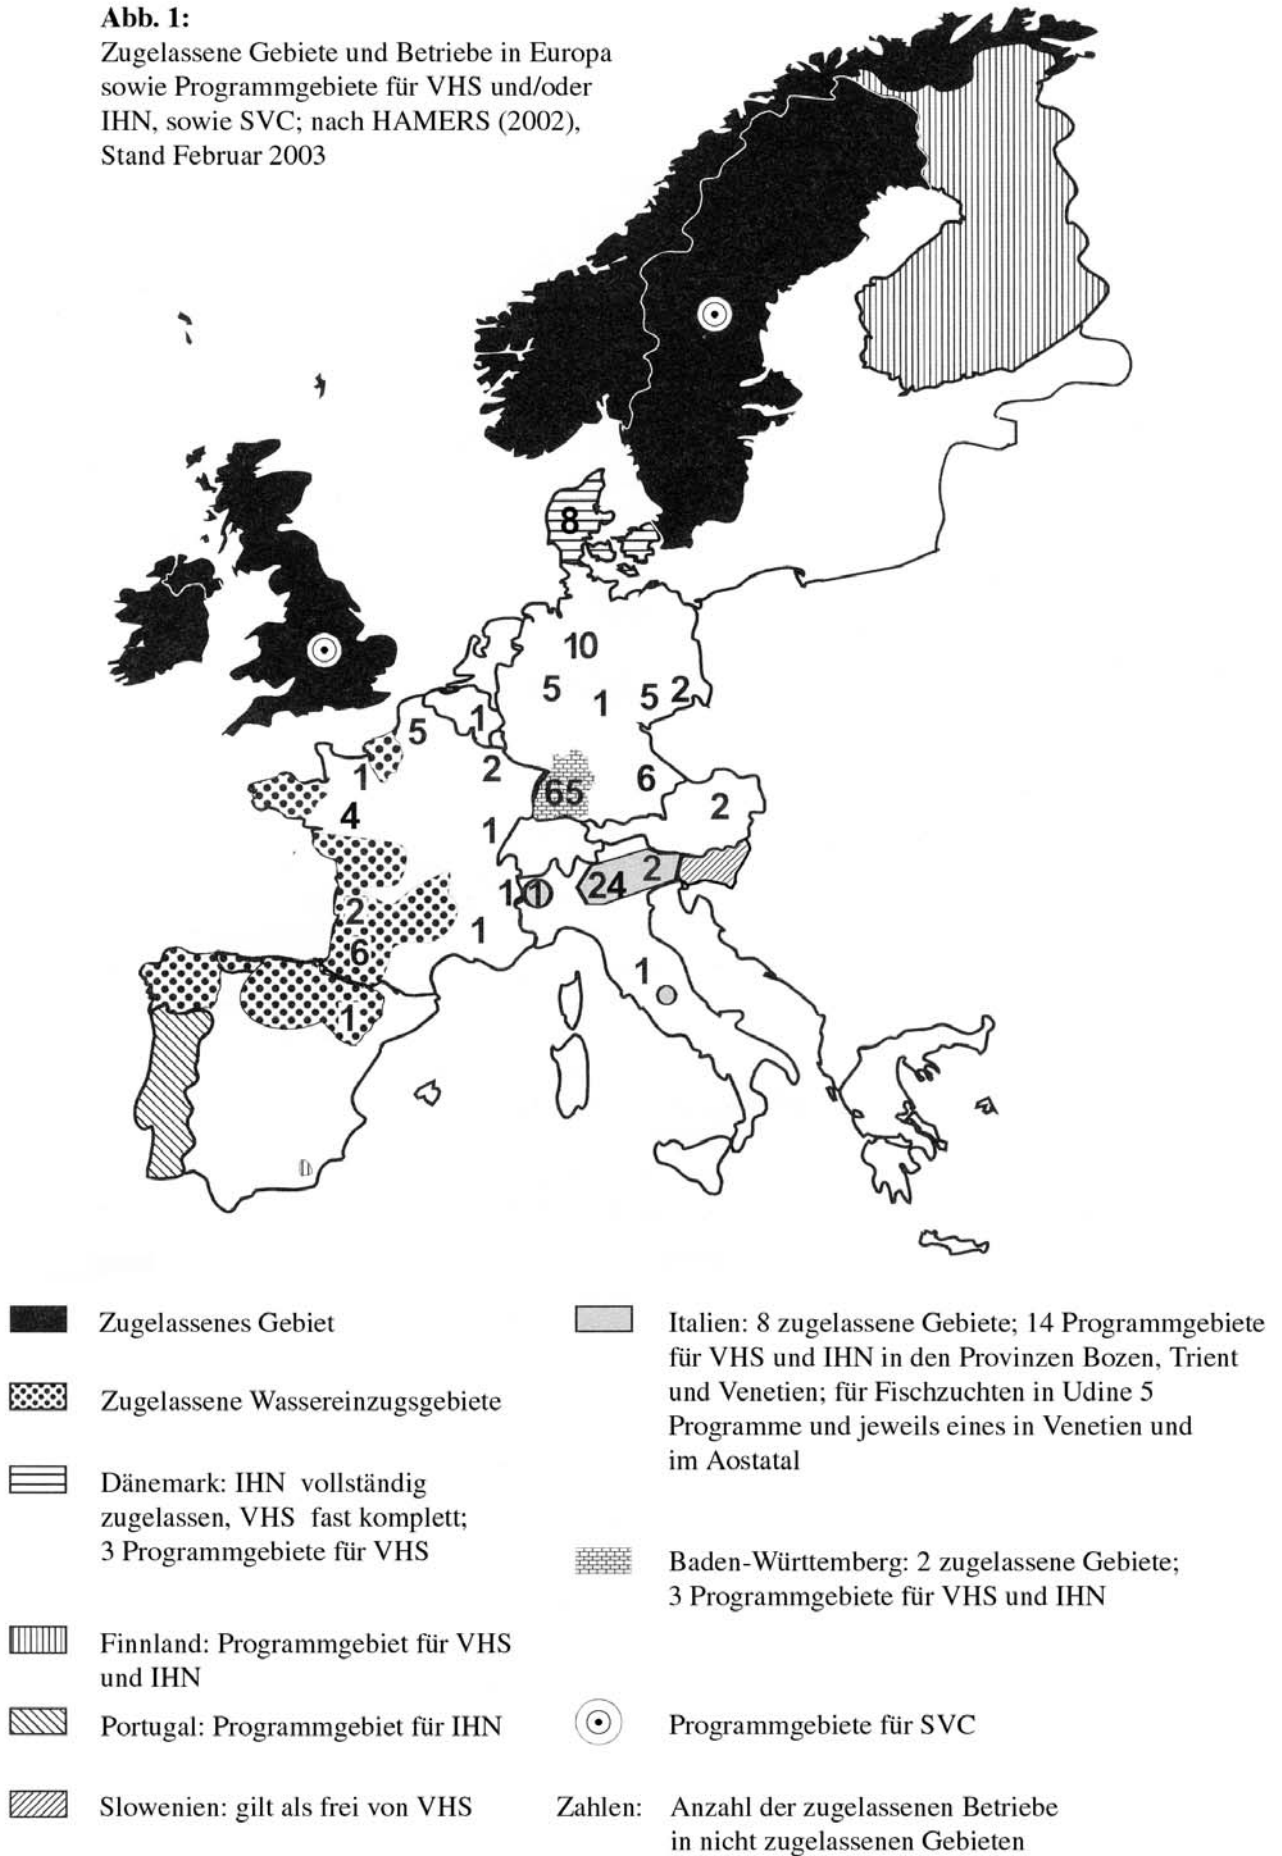 Abb. 1:
Zugelassene Gebiete und Betriebe in Europa
sowie Programmgebiete für VHS und/oder
IHN, sowie SVC; nach HAMERS (2002),
Stand Februar 2003
8
10
5
1
5
2
5
1
1
2
65
6
4
2
1
2
24
1
1
2
1
6
1
1
Zugelassenes Gebiet
Zugelassene Wassereinzugsgebiete
Dänemark: IHN vollständig
zugelassen, VHS fast komplett;
3 Programmgebiete für VHS
Finnland: Programmgebiet für VHS
und IHN
Portugal: Programmgebiet für IHN
Slowenien: gilt als frei von VHS
Italien: 8 zugelassene Gebiete; 14 Programmgebiete
für VHS und IHN in den Provinzen Bozen, Trient
und Venetien; für Fischzuchten in Udine 5
Programme und jeweils eines in Venetien und
im Aostatal
Baden-Württemberg: 2 zugelassene Gebiete;
3 Programmgebiete für VHS und IHN
Programmgebiete für SVC
Zahlen: Anzahl der zugelassenen Betriebe
in nicht zugelassenen Gebieten